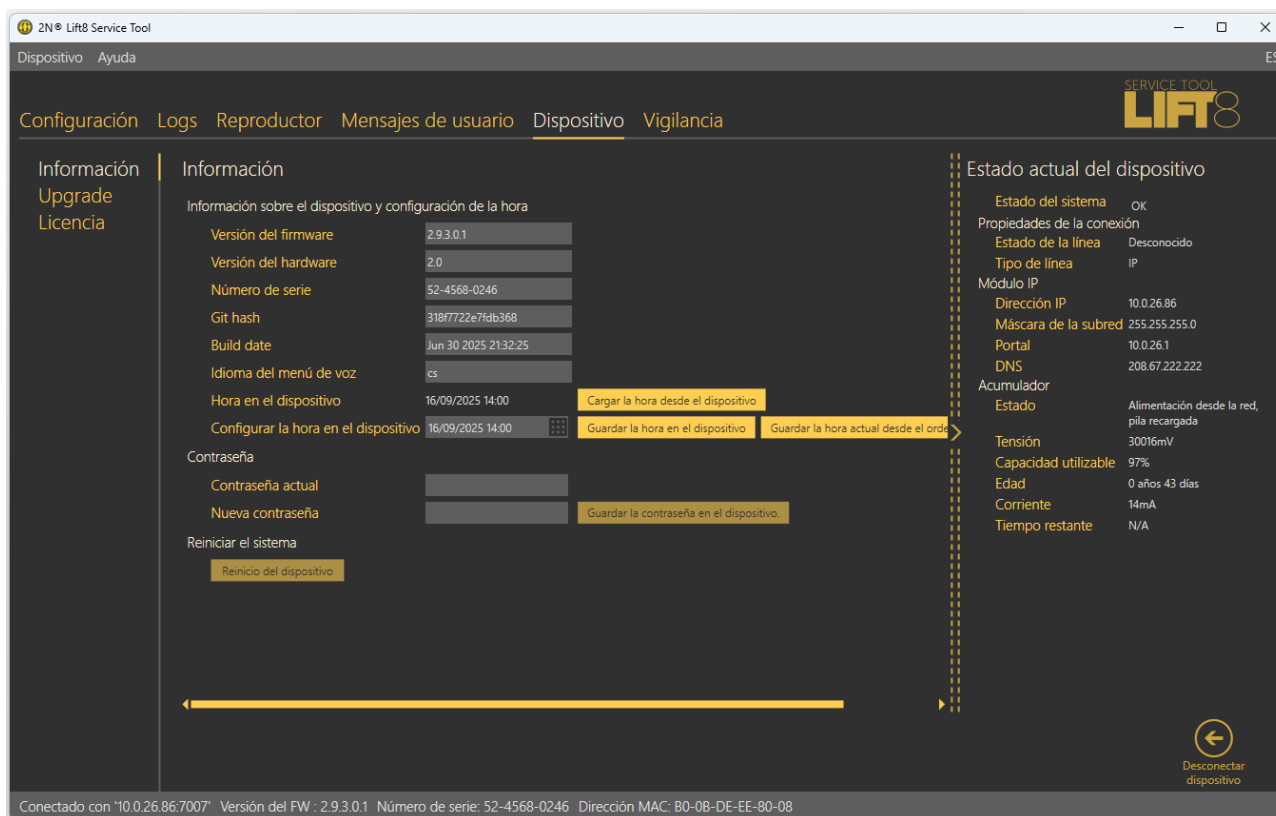 2N® Lift8 Service Tool
Dispositivo Ayuda
SERVICE TOOL
LIFT8
Configuración Logs Reproductor Mensajes de usuario Dispositivo Vigilancia
Información
Upgrade
Licencia
Información
Información sobre el dispositivo y configuración de la hora
Versión del firmware 2.9.3.0.1
Versión del hardware 2.0
Número de serie 52-4568-0246
Git hash 318f7722e7fdb368
Build date Jun 30 2025 21:32:25
Idioma del menú de voz cs
Hora en el dispositivo 16/09/2025 14:00 Cargar la hora desde el dispositivo
Configurar la hora en el dispositivo 16/09/2025 14:00 Guardar la hora en el dispositivo Guardar la hora actual desde el orde
Contraseña
Contraseña actual
Nueva contraseña Guardar la contraseña en el dispositivo.
Reiniciar el sistema
Reinicio del dispositivo
Estado actual del dispositivo
Estado del sistema OK
Propiedades de la conexión
Estado de la línea Desconocido
Tipo de línea IP
Módulo IP
Dirección IP 10.0.26.86
Máscara de la subred 255.255.255.0
Portal 10.0.26.1
DNS 208.67.222.222
Acumulador
Estado Alimentación desde la red,
pila recargada
Tensión 30016mV
Capacidad utilizable 97%
Edad 0 años 43 días
Corriente 14mA
Tiempo restante N/A
Desconectar
dispositivo
Conectado con '10.0.26.86:7007' Versión del FW : 2.9.3.0.1 Número de serie: 52-4568-0246 Dirección MAC: B0-0B-DE-EE-80-08